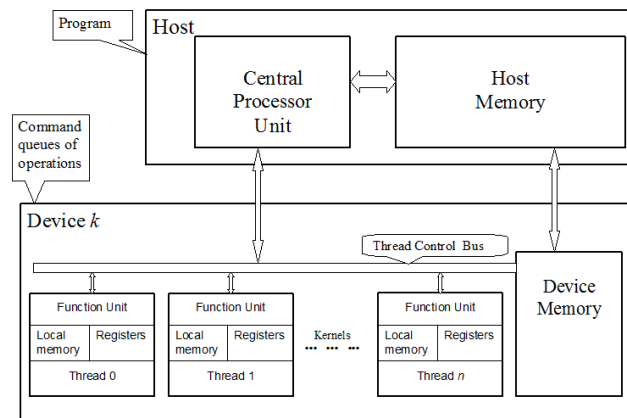 Program
Host
Central
Processor
Unit
Host
Memory
Command
queues of
operations
Device k
Thread Control Bus
Device
Memory
Function Unit
Local
memory
Registers
Thread 0
Function Unit
Local
memory
Registers
Thread 1
Kernels
... ... ...
Function Unit
Local
memory
Registers
Thread n